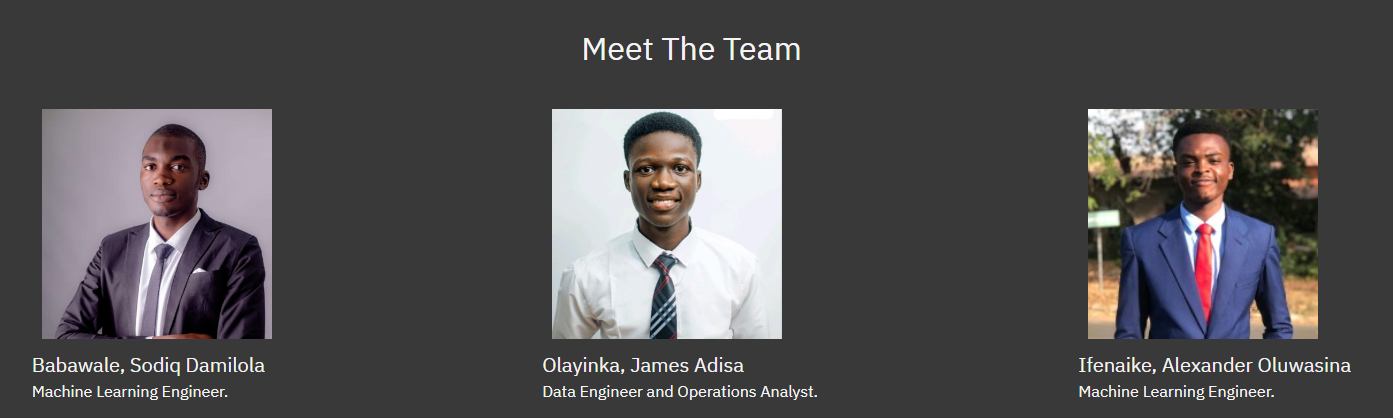 Meet The Team
Babawale, Sodiq Damilola
Machine Learning Engineer.
Olayinka, James Adisa
Data Engineer and Operations Analyst.
Ifenaike, Alexander Oluwasina
Machine Learning Engineer.